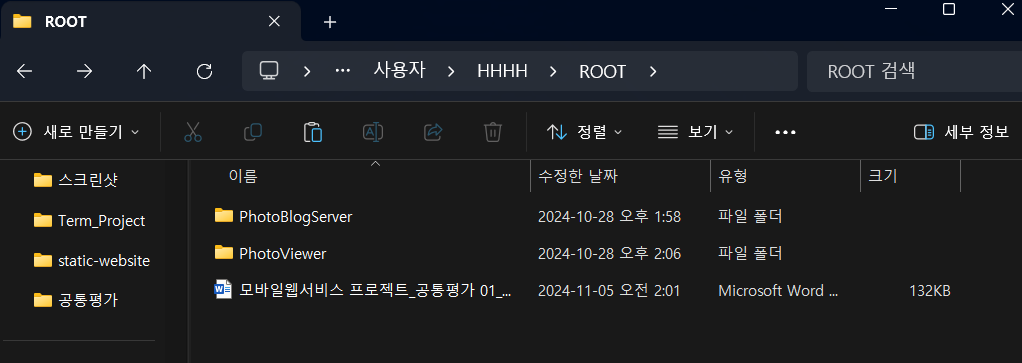 ROOT
사용자 HHHH ROOT ROOT 검색
새로 만들기 정렬 보기 세부 정보
스크린샷
Term_Project
static-website
공통평가
이름 수정한 날짜 유형 크기
PhotoBlogServer 2024-10-28 오후 1:58 파일 폴더
PhotoViewer 2024-10-28 오후 2:06 파일 폴더
모바일웹서비스 프로젝트_공통평가 01_... 2024-11-05 오전 2:01 Microsoft Word ... 132KB